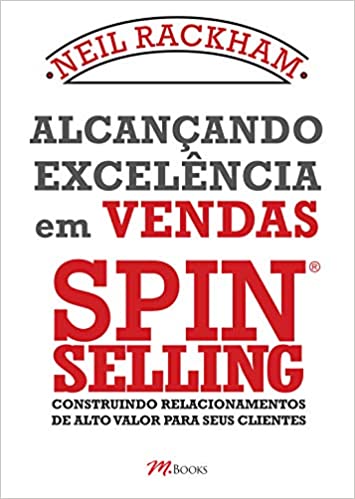 NEIL RACKHAM
ALCANÇANDO
EXCELÊNCIA
em VENDAS
SPIN®
SELLING
CONSTRUINDO RELACIONAMENTOS
DE ALTO VALOR PARA SEUS CLIENTES
M.BOOKS